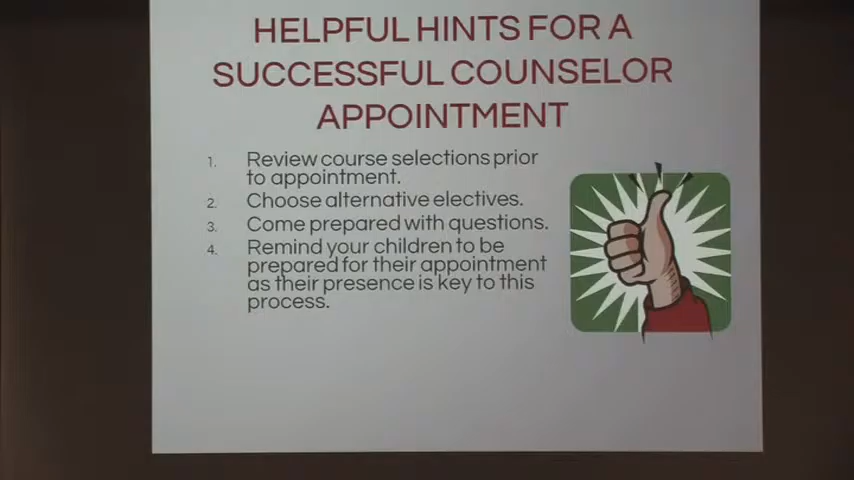 HELPFUL HINTS FOR A
SUCCESSFUL COUNSELOR
APPOINTMENT
1. Review course selections prior
to appointment.
2. Choose alternative electives.
3. Come prepared with questions.
4. Remind your children to be
prepared for their appointment
as their presence is key to this
process.